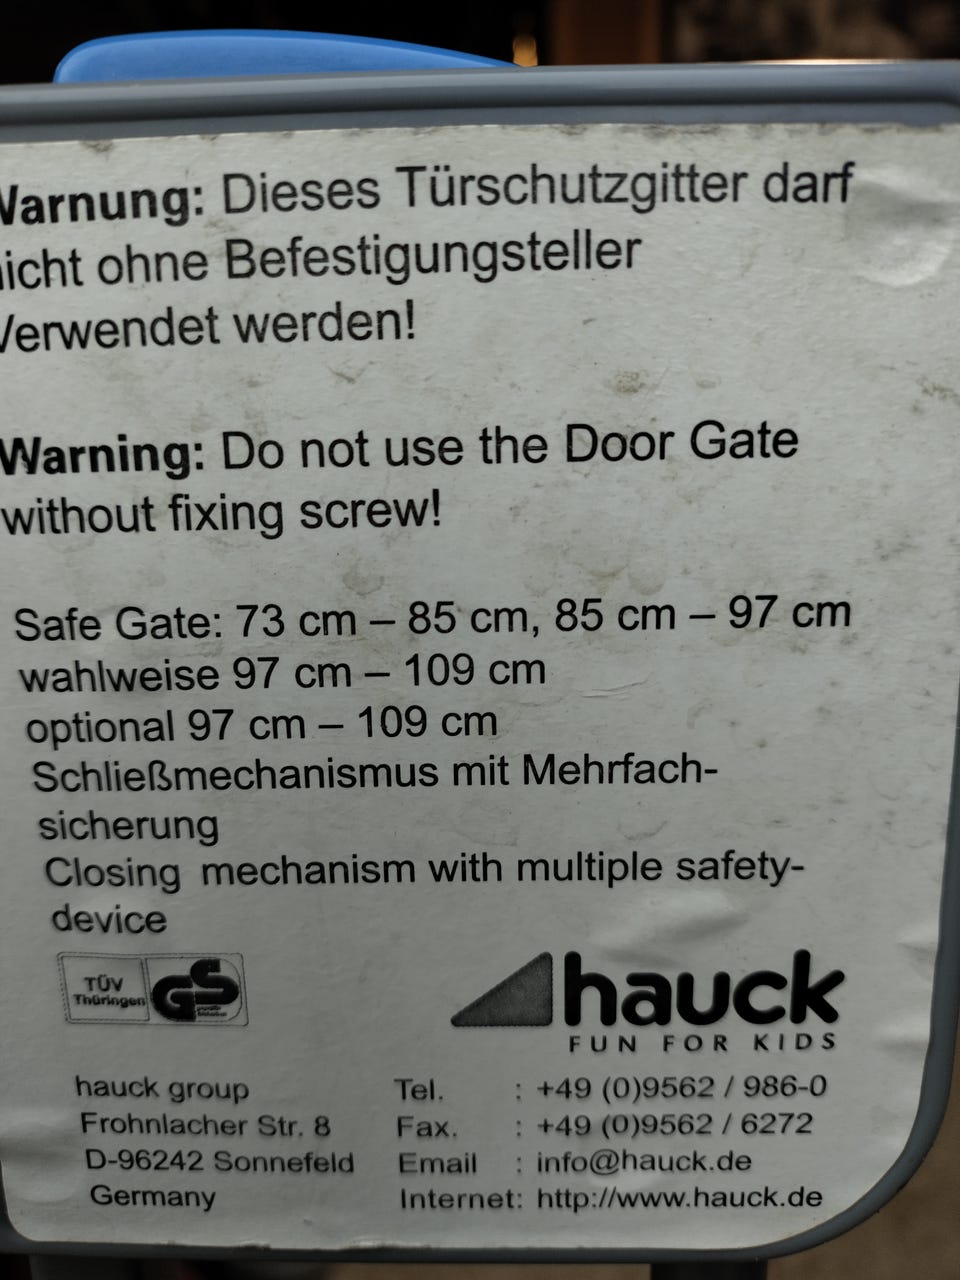 Warnung: Dieses Türschutzgitter darf
nicht ohne Befestigungsteller
Verwendet werden!
Warning: Do not use the Door Gate
without fixing screw!
Safe Gate: 73 cm – 85 cm, 85 cm – 97 cm
wahlweise 97 cm – 109 cm
optional 97 cm – 109 cm
Schließmechanismus mit Mehrfach-
sicherung
Closing mechanism with multiple safety-
device
TÜV
Thüringen
GS
geprüfte
Sicherheit
hauck
FUN FOR KIDS
hauck group
Frohnlacher Str. 8
D-96242 Sonnefeld
Germany
Tel. : +49 (0)9562 / 986-0
Fax. : +49 (0)9562 / 6272
Email : info@hauck.de
Internet: http://www.hauck.de